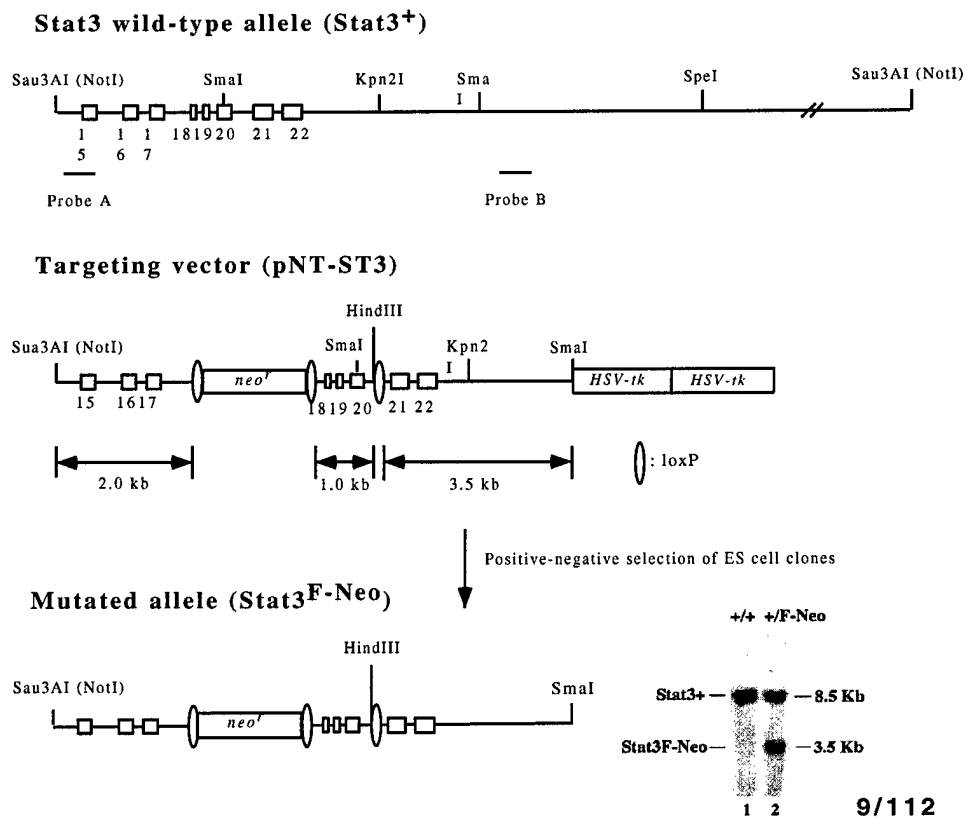 Stat3 wild-type allele (Stat3+)
Sau3AI (NotI)
SmaI
Kpn2I
Sma
I
SpeI
Sau3AI (NotI)
1 1 1 18 19 20 21 22
5 6 7
Probe A
Probe B
Targeting vector (pNT-ST3)
HindIII
Sua3AI (NotI)
SmaI
Kpn2
I
SmaI
neor
HSV-tk
HSV-tk
15 16 17 18 19 20 21 22
2.0 kb
1.0 kb
3.5 kb
: loxP
Positive-negative selection of ES cell clones
Mutated allele (Stat3F-Neo)
HindIII
Sau3AI (NotI)
SmaI
neor
+/+ +/F-Neo
Stat3+ 8.5 Kb
Stat3F-Neo 3.5 Kb
1 2
9/112